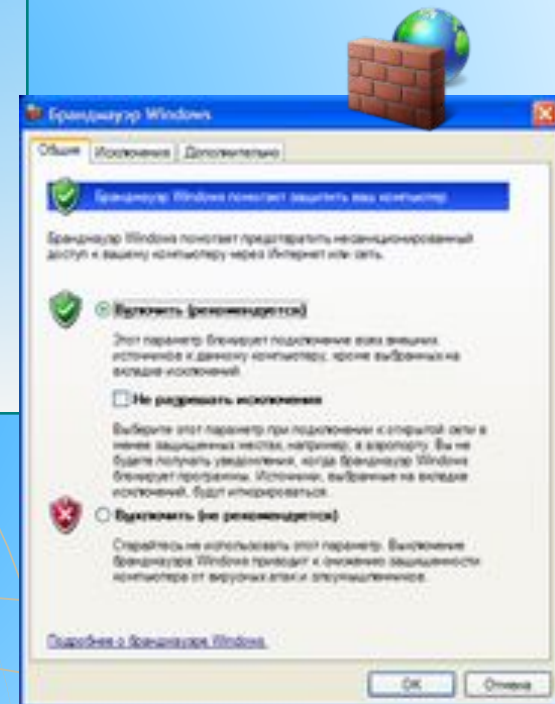 Брандмауэр Windows
Общие Исключения Дополнительно
Брандмауэр Windows помогает защитить ваш компьютер
Брандмауэр Windows помогает предотвратить несанкционированный
доступ к вашему компьютеру через Интернет или сеть.
Включить (рекомендуется)
Этот параметр блокирует подключение всех внешних
источников к данному компьютеру, кроме выбранных на
вкладке исключений.
Не разрешать исключения
Выберите этот параметр при подключении к открытой сети в
менее защищенных местах, например, в аэропорту. Вы не
будете получать уведомления, когда брандмауэр Windows
блокирует программы. Источники, выбранные на вкладке
исключений, будут игнорироваться.
Выключить (не рекомендуется)
Старайтесь не использовать этот параметр. Выключение
брандмауэра Windows приводит к снижению защищенности
компьютера от вирусных атак и злоумышленников.
Подробнее о брандмауэре Windows.
ОК Отмена